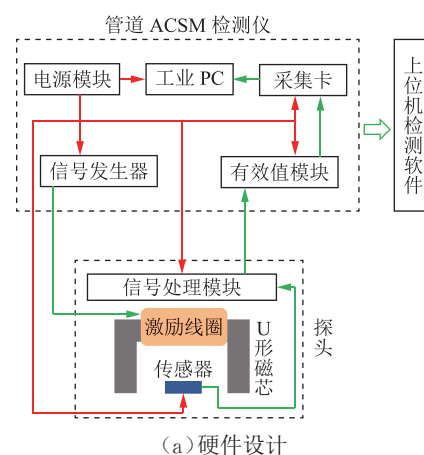 管道 ACSM 检测仪
电源模块
工业 PC
采集卡
上位机检测软件
信号发生器
有效值模块
信号处理模块
激励线圈
U形磁芯
探头
传感器
(a)硬件设计